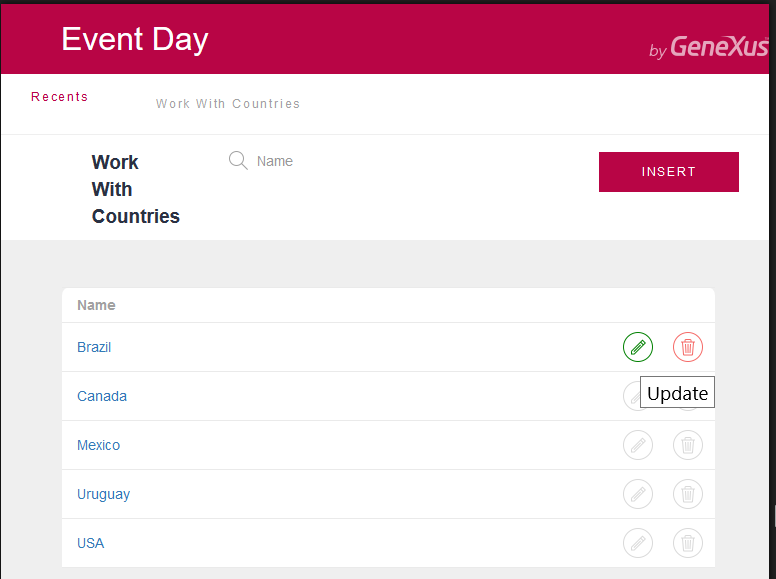 Event Day
by GeneXus
Recents
Work With Countries
Work
With
Countries
Name
INSERT
Name
Brazil
Update
Canada
Mexico
Uruguay
USA